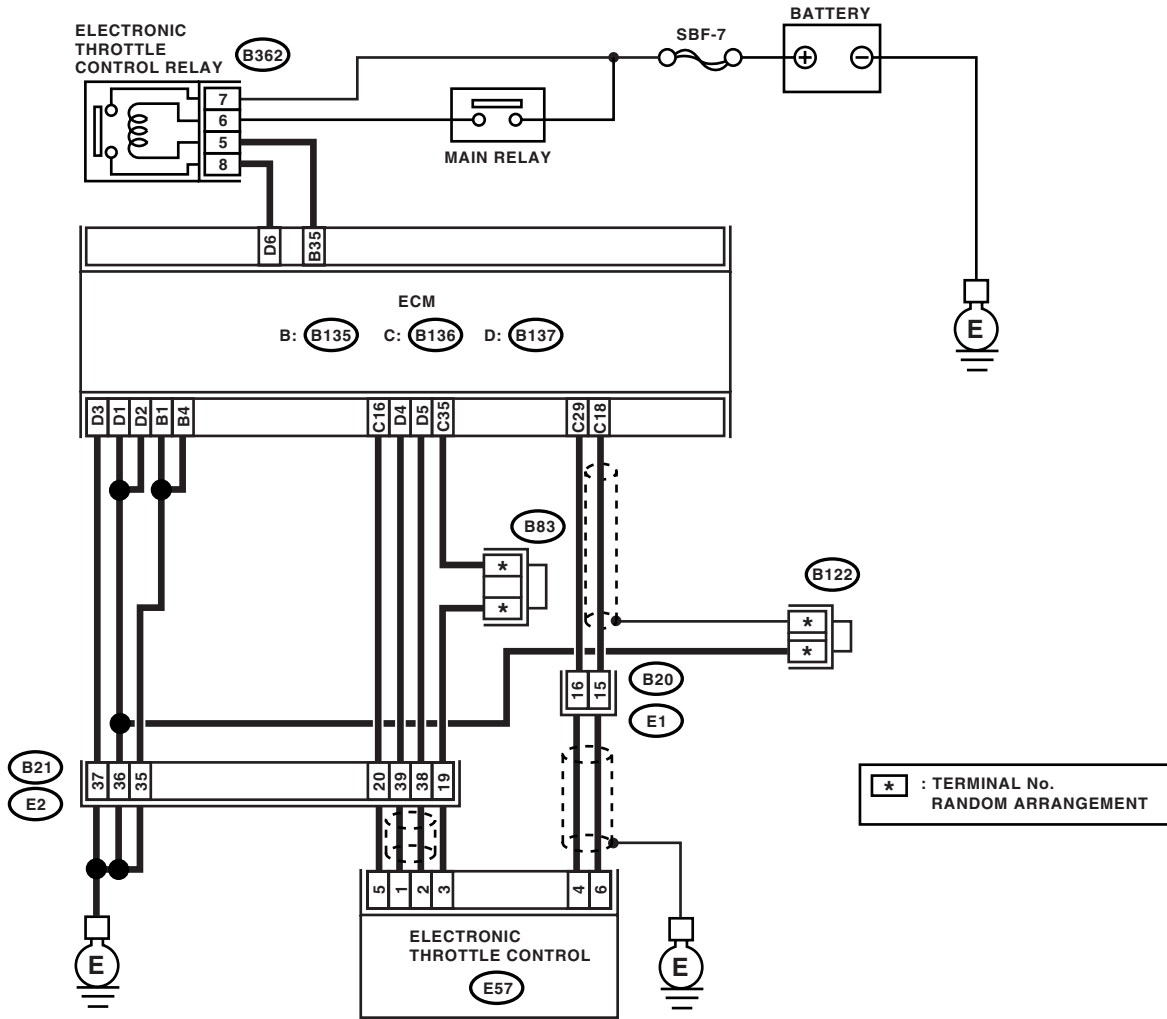 BATTERY
ELECTRONIC
THROTTLE
CONTROL RELAY
B362
SBF-7
7
6
5
8
MAIN RELAY
D6
B35
E
ECM
B: B135 C: B136 D: B137
D3
D1
D2
B1
B4
C16
D4
D5
C35
C29
C18
B83
*
*
B122
*
*
16
15
B20
E1
B21
E2
37
36
35
20
39
38
19
* : TERMINAL No.
RANDOM ARRANGEMENT
5
1
2
3
4
6
ELECTRONIC
THROTTLE CONTROL
E57
E
E